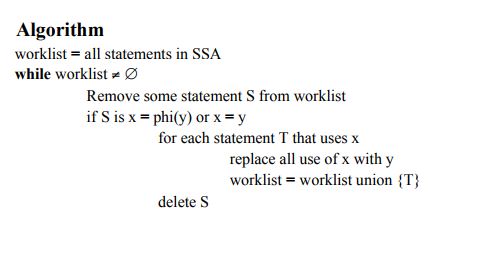 Algorithm
worklist = all statements in SSA
while worklist ≠ ∅
Remove some statement S from worklist
if S is x = phi(y) or x = y
for each statement T that uses x
replace all use of x with y
worklist = worklist union {T}
delete S